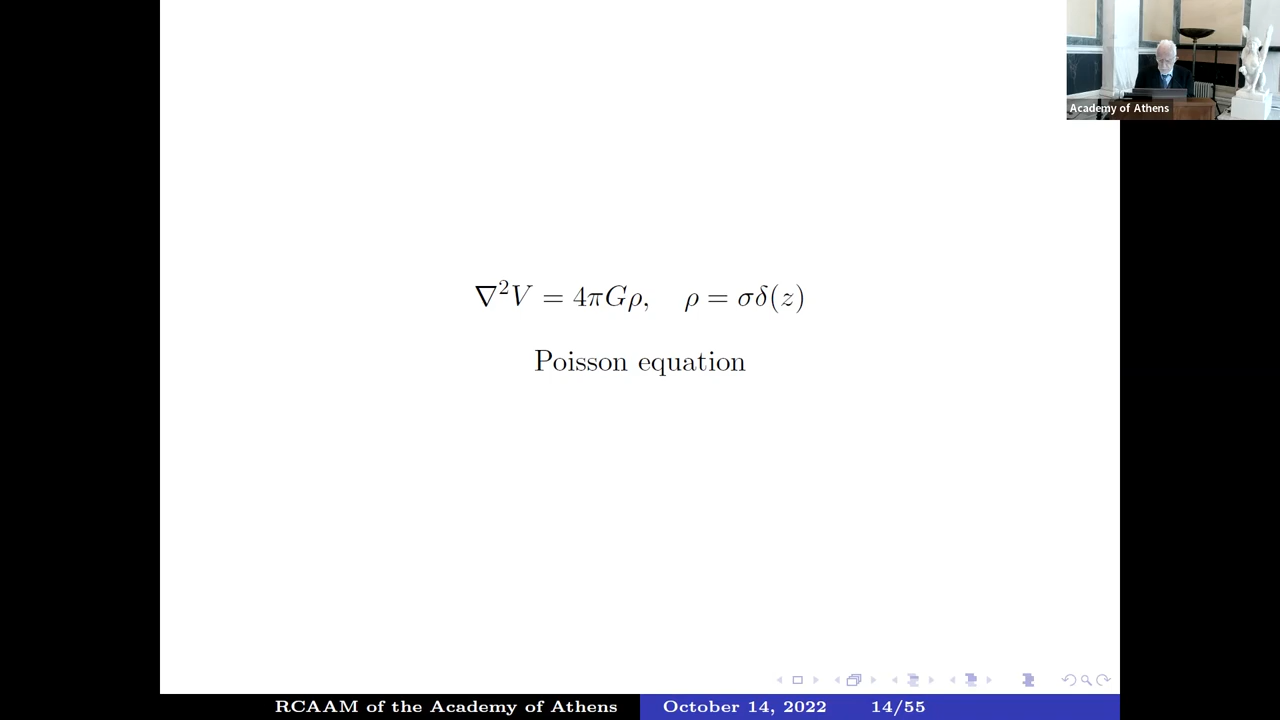 Academy of Athens
∇²V = 4πGρ, ρ = σδ(z)
Poisson equation
RCAAM of the Academy of Athens October 14, 2022 14/55